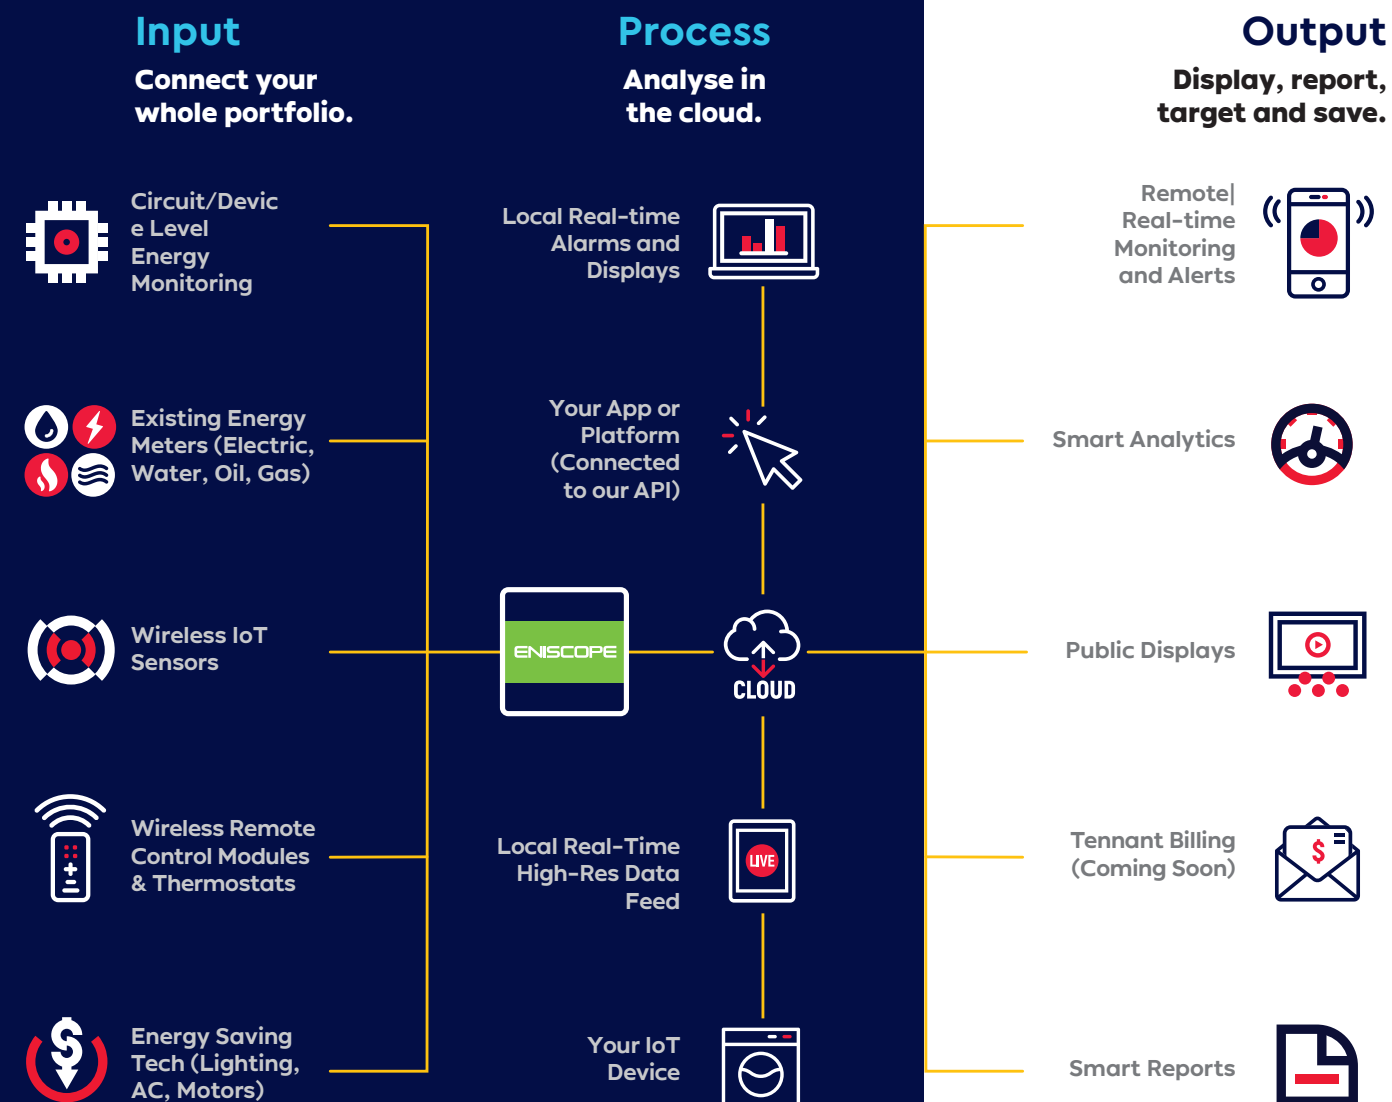 Input
Connect your
whole portfolio.
Circuit/Devic
e Level
Energy
Monitoring
Existing Energy
Meters (Electric,
Water, Oil, Gas)
Wireless IoT
Sensors
Wireless Remote
Control Modules
& Thermostats
Energy Saving
Tech (Lighting,
AC, Motors)
Process
Analyse in
the cloud.
Local Real-time
Alarms and
Displays
Your App or
Platform
(Connected
to our API)
ENISCOPE
CLOUD
Local Real-Time
High-Res Data
Feed
LIVE
Your IoT
Device
Output
Display, report,
target and save.
Remote|
Real-time
Monitoring
and Alerts
Smart Analytics
Public Displays
Tennant Billing
(Coming Soon)
$
Smart Reports